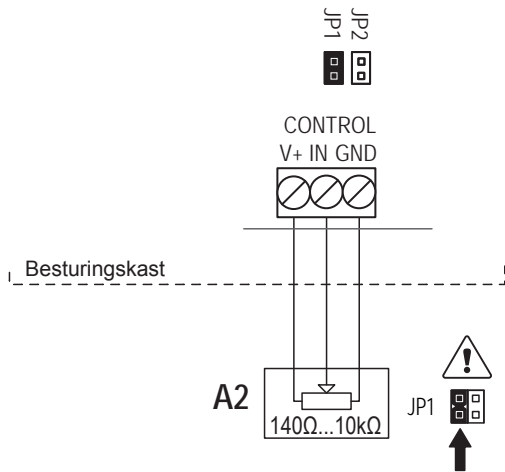 JP1 JP2
CONTROL
V+ IN GND
Besturingskast
A2
140Ω...10kΩ
JP1